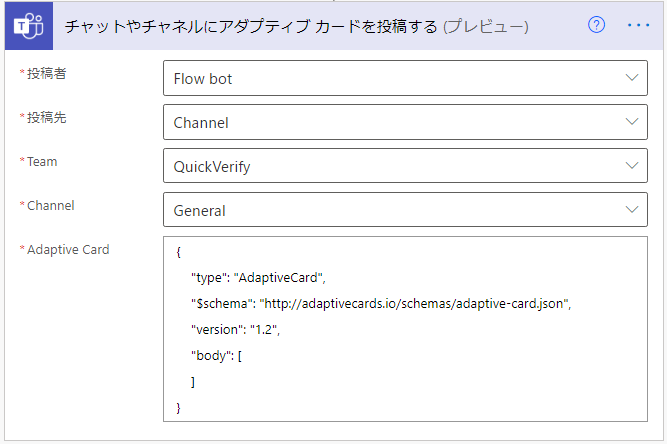 チャットやチャネルにアダプティブ カードを投稿する (プレビュー)
*投稿者
Flow bot
*投稿先
Channel
*Team
QuickVerify
*Channel
General
*Adaptive Card
{
"type": "AdaptiveCard",
"$schema": "http://adaptivecards.io/schemas/adaptive-card.json",
"version": "1.2",
"body": [
]
}